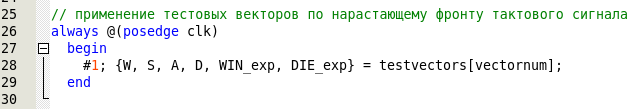 25 // применение тестовых векторов по нарастающему фронту тактового сигнала
26 always @(posedge clk)
27 begin
28 #1; {W, S, A, D, WIN_exp, DIE_exp} = testvectors[vectornum];
29 end
30